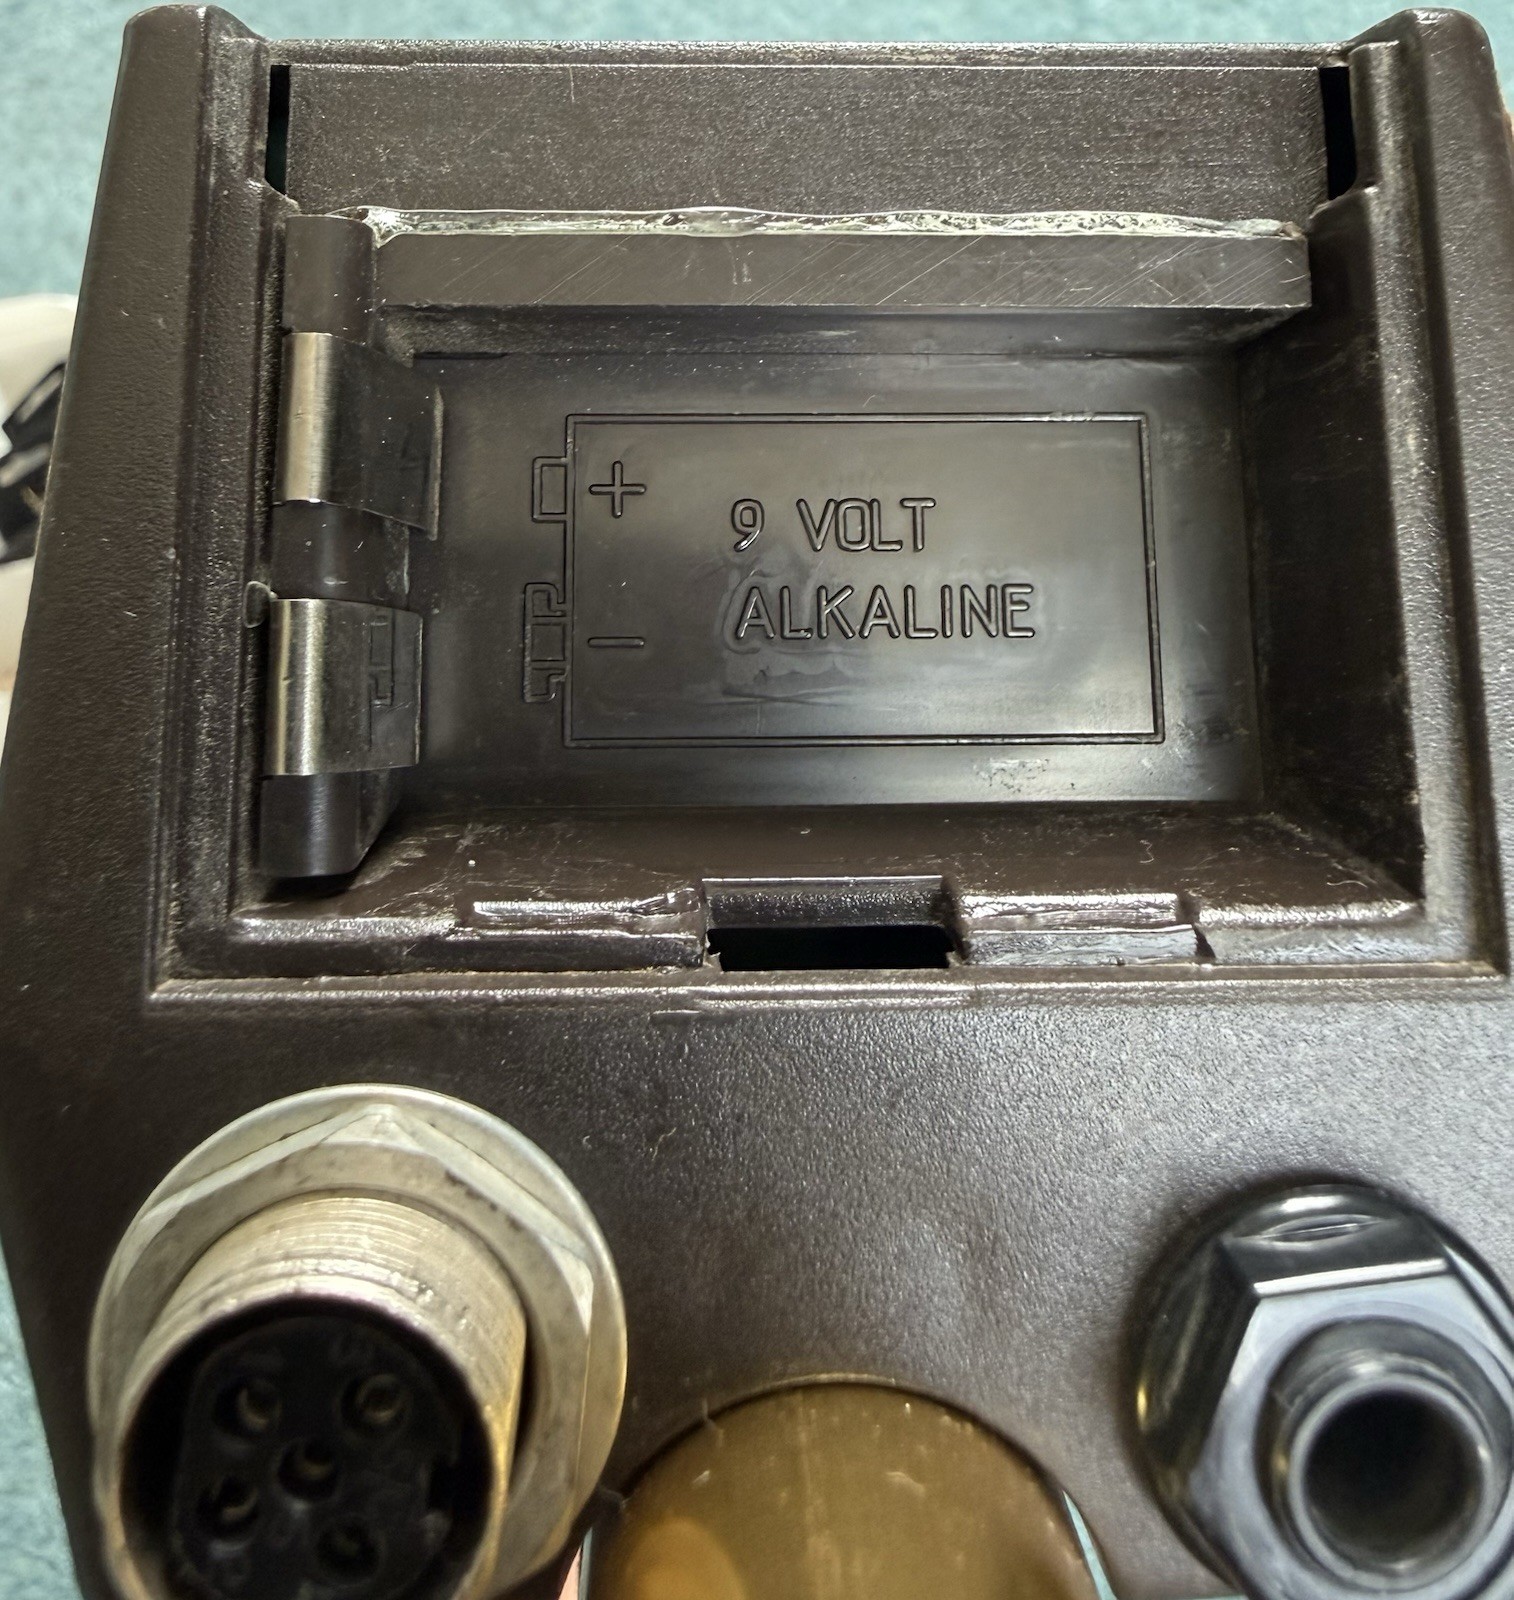 +
9 VOLT
ALKALINE
−